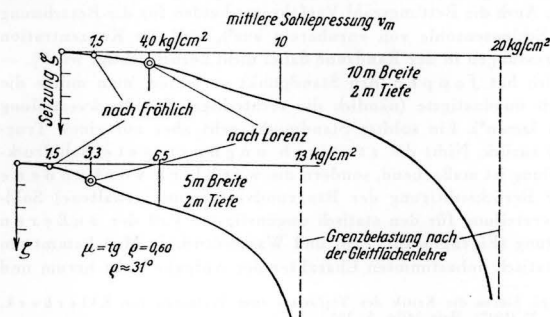 mittlere Sohlepressung vm
1,5
4,0 kg/cm²
10
20 kg/cm²
Setzung ζ
10 m Breite
2 m Tiefe
nach Fröhlich
nach Lorenz
1,5
3,3
6,5
13 kg/cm²
5 m Breite
2 m Tiefe
ζ
μ = tg ϱ = 0,60
ϱ ≈ 31°
Grenzbelastung nach
der Gleitflächenlehre